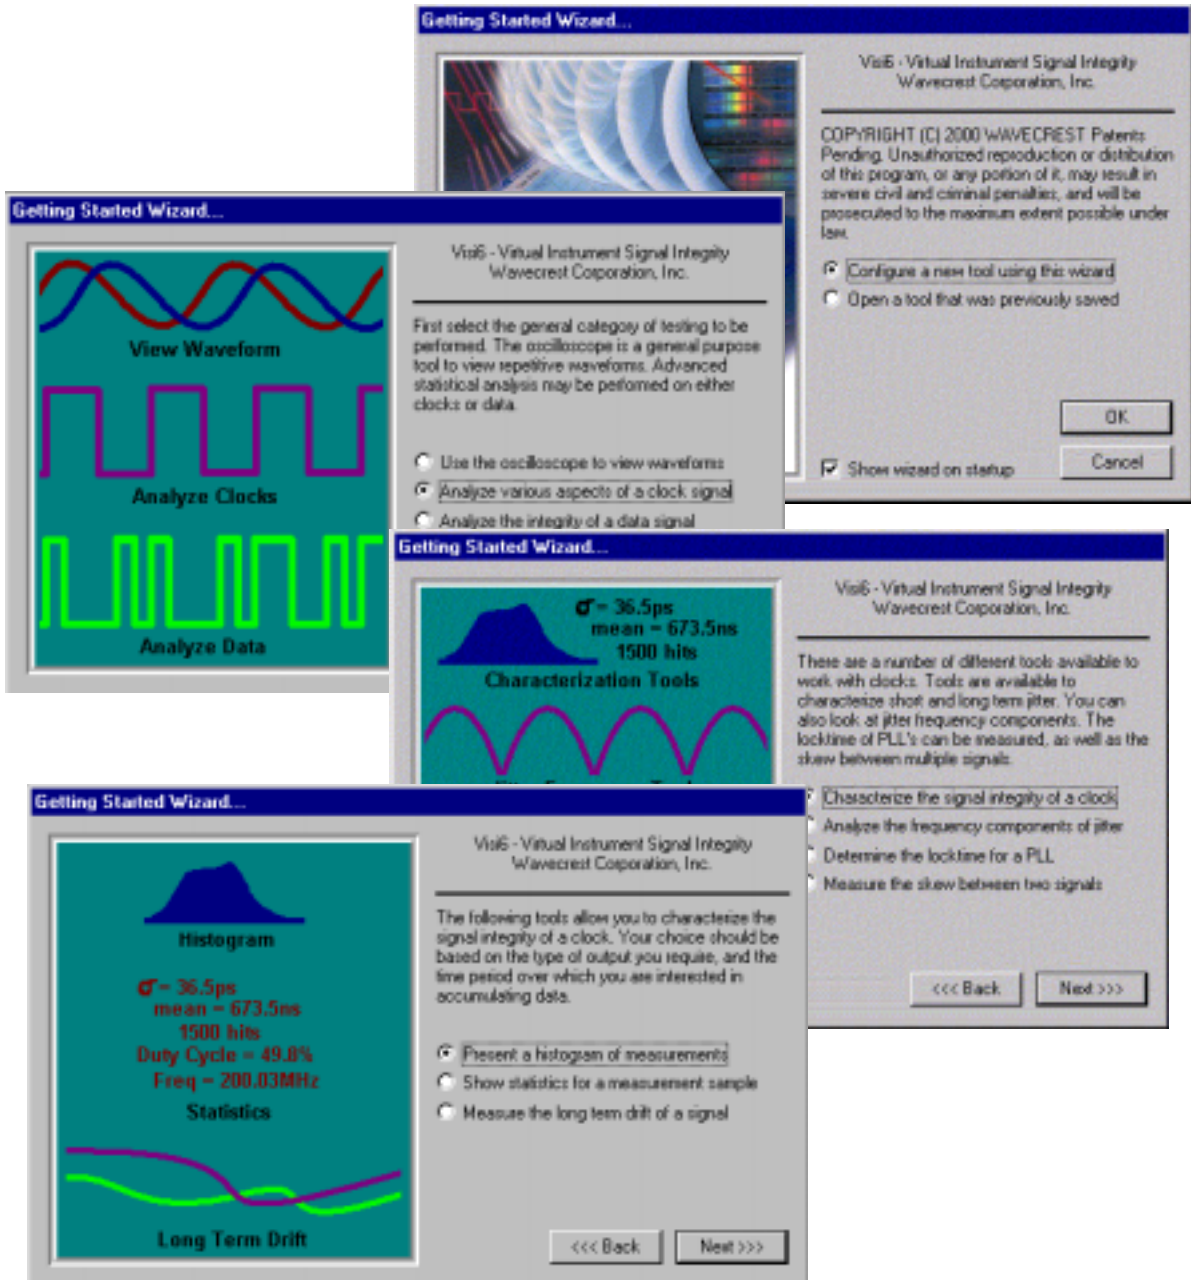 Getting Started Wizard...
Visi6 - Virtual Instrument Signal Integrity
Wavecrest Corporation, Inc.
COPYRIGHT (C) 2000 WAVECREST Patents
Pending. Unauthorized reproduction or distribution
of this program, or any portion of it, may result in
severe civil and criminal penalties, and will be
prosecuted to the maximum extent possible under
law.
Configure a new tool using this wizard
Open a tool that was previously saved
OK
Cancel
Show wizard on startup
Getting Started Wizard...
View Waveform
Analyze Clocks
Analyze Data
Visi6 - Virtual Instrument Signal Integrity
Wavecrest Corporation, Inc.
First select the general category of testing to be
performed. The oscilloscope is a general purpose
tool to view repetitive waveforms. Advanced
statistical analysis may be performed on either
clocks or data.
Use the oscilloscope to view waveforms
Analyze various aspects of a clock signal
Analyze the integrity of a data signal
Getting Started Wizard...
σ = 36.5ps
mean = 673.5ns
1500 hits
Characterization Tools
Visi6 - Virtual Instrument Signal Integrity
Wavecrest Corporation, Inc.
There are a number of different tools available to
work with clocks. Tools are available to
characterize short and long term jitter. You can
also look at jitter frequency components. The
locktime of PLL's can be measured, as well as the
skew between multiple signals.
Characterize the signal integrity of a clock
Analyze the frequency components of jitter
Determine the locktime for a PLL
Measure the skew between two signals
<<< Back
Next >>>
Getting Started Wizard...
Histogram
σ = 36.5ps
mean = 673.5ns
1500 hits
Duty Cycle = 49.8%
Freq = 200.03MHz
Statistics
Long Term Drift
Visi6 - Virtual Instrument Signal Integrity
Wavecrest Corporation, Inc.
The following tools allow you to characterize the
signal integrity of a clock. Your choice should be
based on the type of output you require, and the
time period over which you are interested in
accumulating data.
Present a histogram of measurements
Show statistics for a measurement sample
Measure the long term drift of a signal
<<< Back
Next >>>